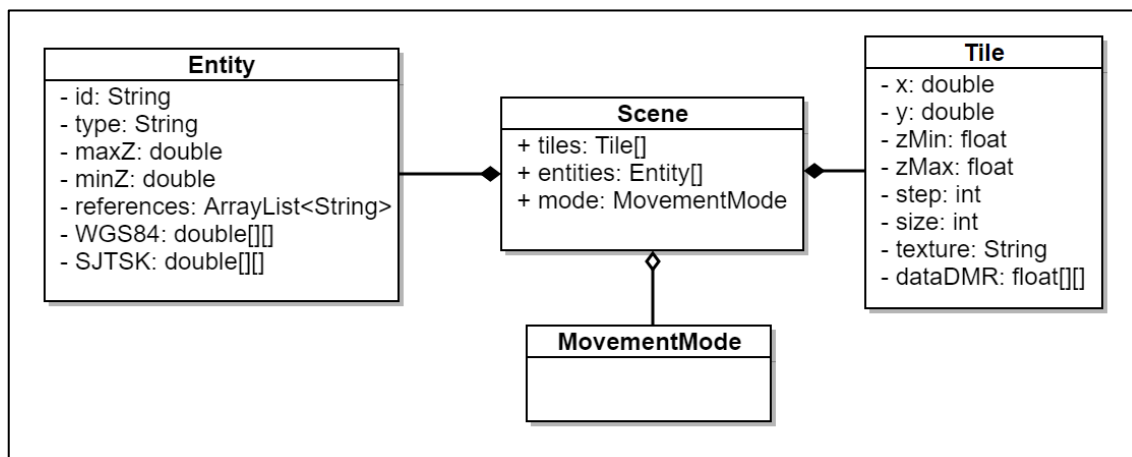 Entity
- id: String
- type: String
- maxZ: double
- minZ: double
- references: ArrayList<String>
- WGS84: double[][]
- SJTSK: double[][]
Scene
+ tiles: Tile[]
+ entities: Entity[]
+ mode: MovementMode
MovementMode
Tile
- x: double
- y: double
- zMin: float
- zMax: float
- step: int
- size: int
- texture: String
- dataDMR: float[][]